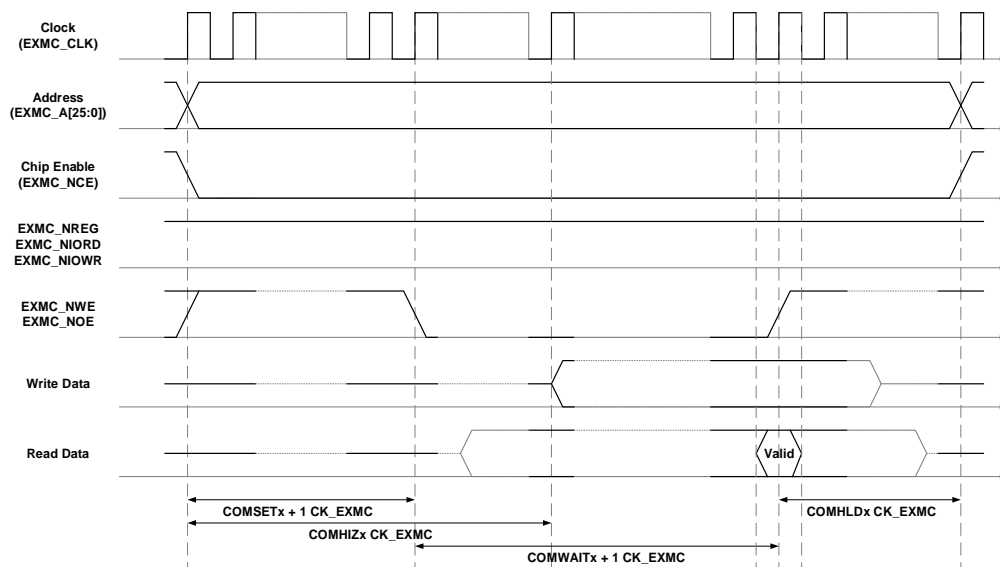 Clock
(EXMC_CLK)
Address
(EXMC_A[25:0])
Chip Enable
(EXMC_NCE)
EXMC_NREG
EXMC_NIORD
EXMC_NIOWR
EXMC_NWE
EXMC_NOE
Write Data
Read Data
Valid
COMSETx + 1 CK_EXMC
COMHLDx CK_EXMC
COMHIZx CK_EXMC
COMWAITx + 1 CK_EXMC